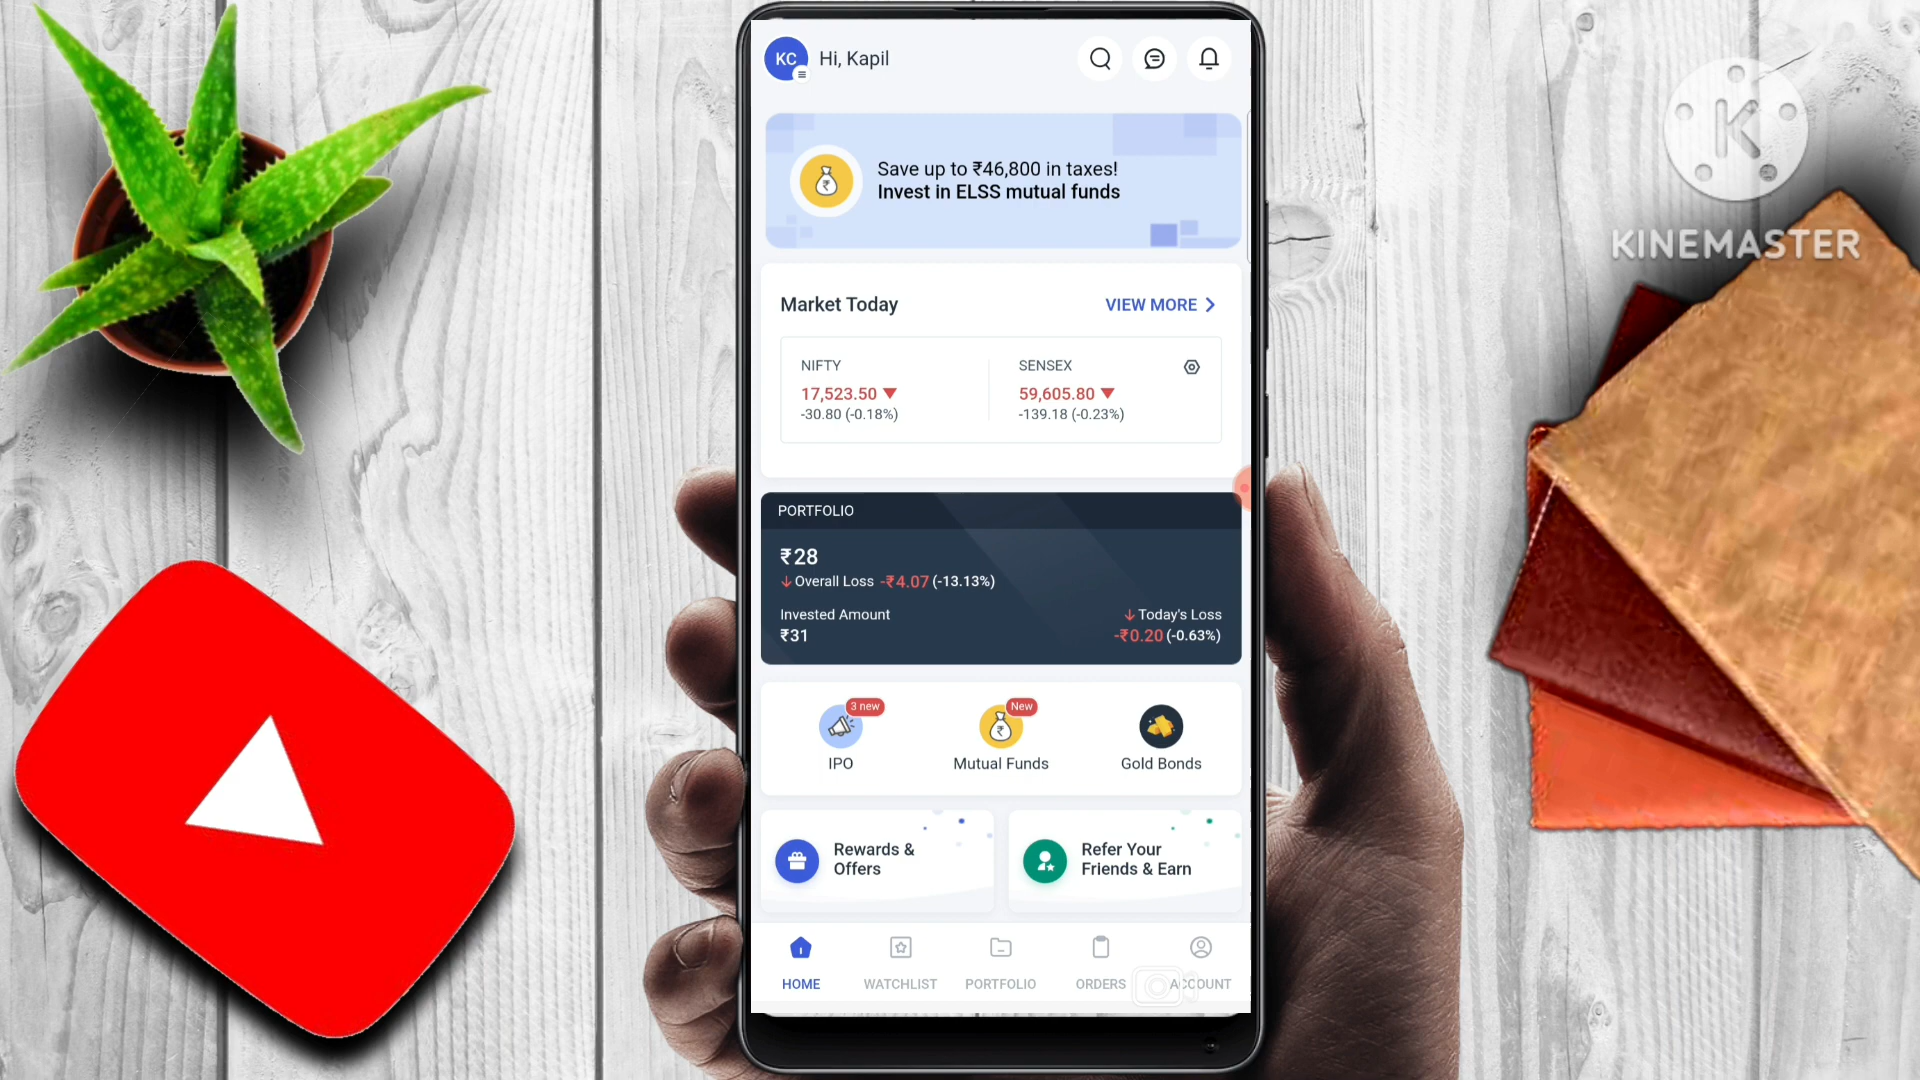 KC
Hi, Kapil
Save up to ₹46,800 in taxes!
Invest in ELSS mutual funds
Market Today
VIEW MORE
NIFTY
17,523.50
-30.80 (-0.18%)
SENSEX
59,605.80
-139.18 (-0.23%)
PORTFOLIO
₹28
Overall Loss -₹4.07 (-13.13%)
Invested Amount
₹31
Today's Loss
-₹0.20 (-0.63%)
3 new
IPO
New
Mutual Funds
Gold Bonds
Rewards &
Offers
Refer Your
Friends & Earn
HOME
WATCHLIST
PORTFOLIO
ORDERS
ACCOUNT
K
KINEMASTER